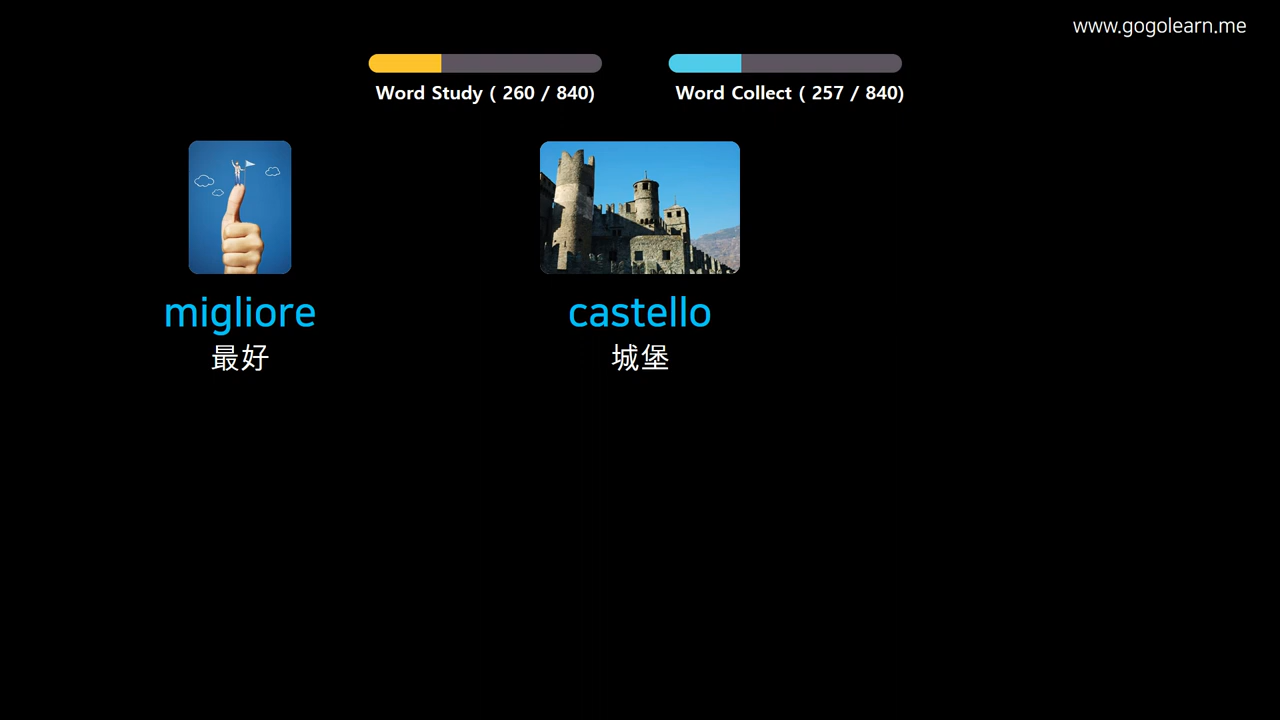 www.gogolearn.me
Word Study ( 260 / 840)
Word Collect ( 257 / 840)
migliore
最好
castello
城堡